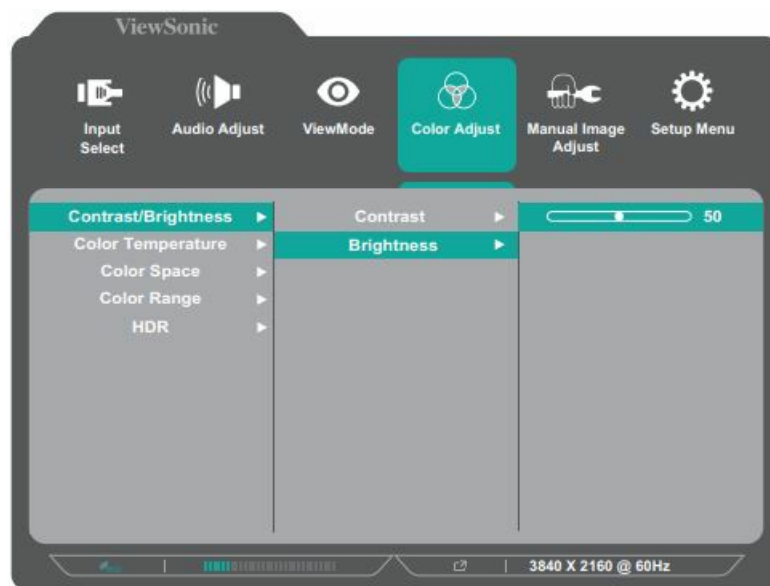 ViewSonic
Input
Select
Audio Adjust
ViewMode
Color Adjust
Manual Image
Adjust
Setup Menu
Contrast/Brightness
Contrast
50
Color Temperature
Brightness
Color Space
Color Range
HDR
3840 X 2160 @ 60Hz